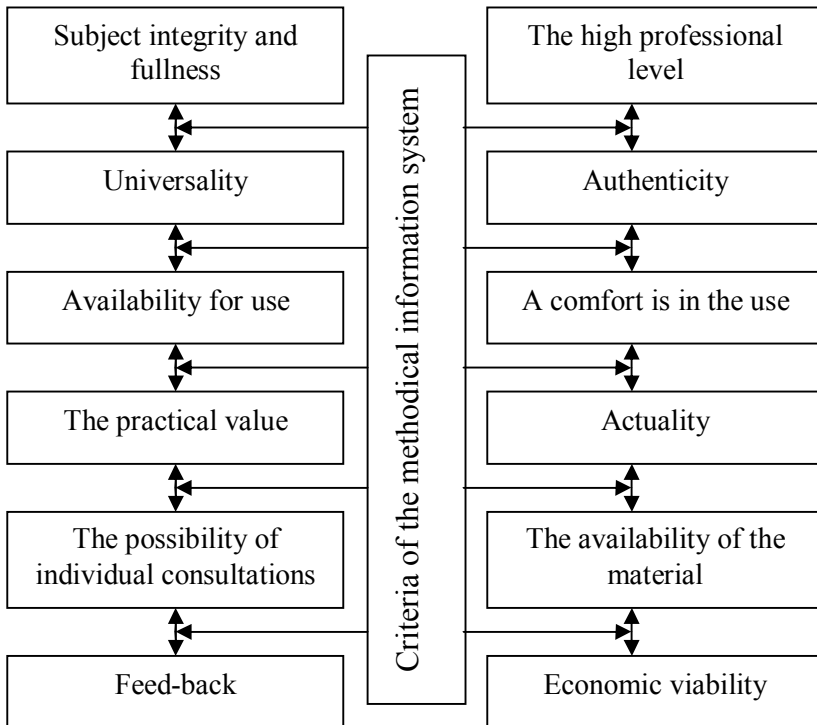 Subject integrity and
fullness
Universality
Availability for use
The practical value
The possibility of
individual consultations
Feed-back
Criteria of the methodical information system
The high professional
level
Authenticity
A comfort is in the use
Actuality
The availability of the
material
Economic viability